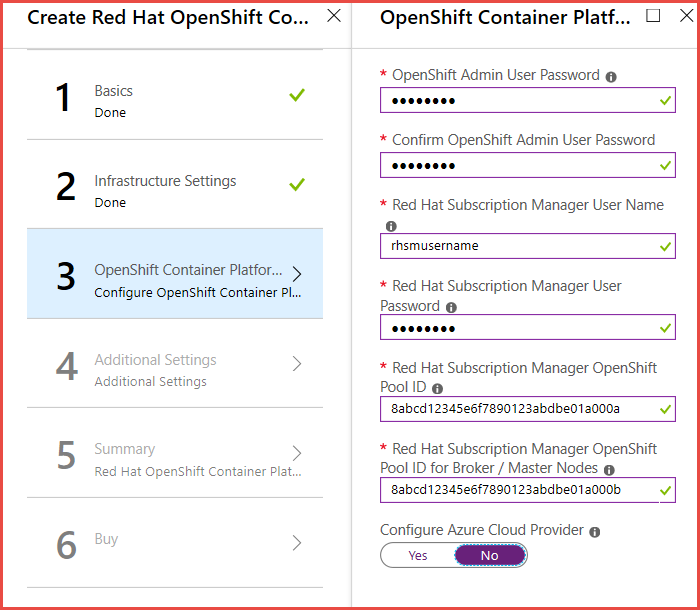 Create Red Hat OpenShift Co...
1
Basics
Done
2
Infrastructure Settings
Done
3
OpenShift Container Platfor...
Configure OpenShift Container Pl...
4
Additional Settings
Additional Settings
5
Summary
Red Hat OpenShift Container Plat...
6
Buy
OpenShift Container Platf...
* OpenShift Admin User Password
••••••••
* Confirm OpenShift Admin User Password
••••••••
* Red Hat Subscription Manager User Name
rhsmusername
* Red Hat Subscription Manager User
Password
••••••••
* Red Hat Subscription Manager OpenShift
Pool ID
8abcd12345e6f7890123abdbe01a000a
* Red Hat Subscription Manager OpenShift
Pool ID for Broker / Master Nodes
8abcd12345e6f7890123abdbe01a000b
Configure Azure Cloud Provider
Yes No